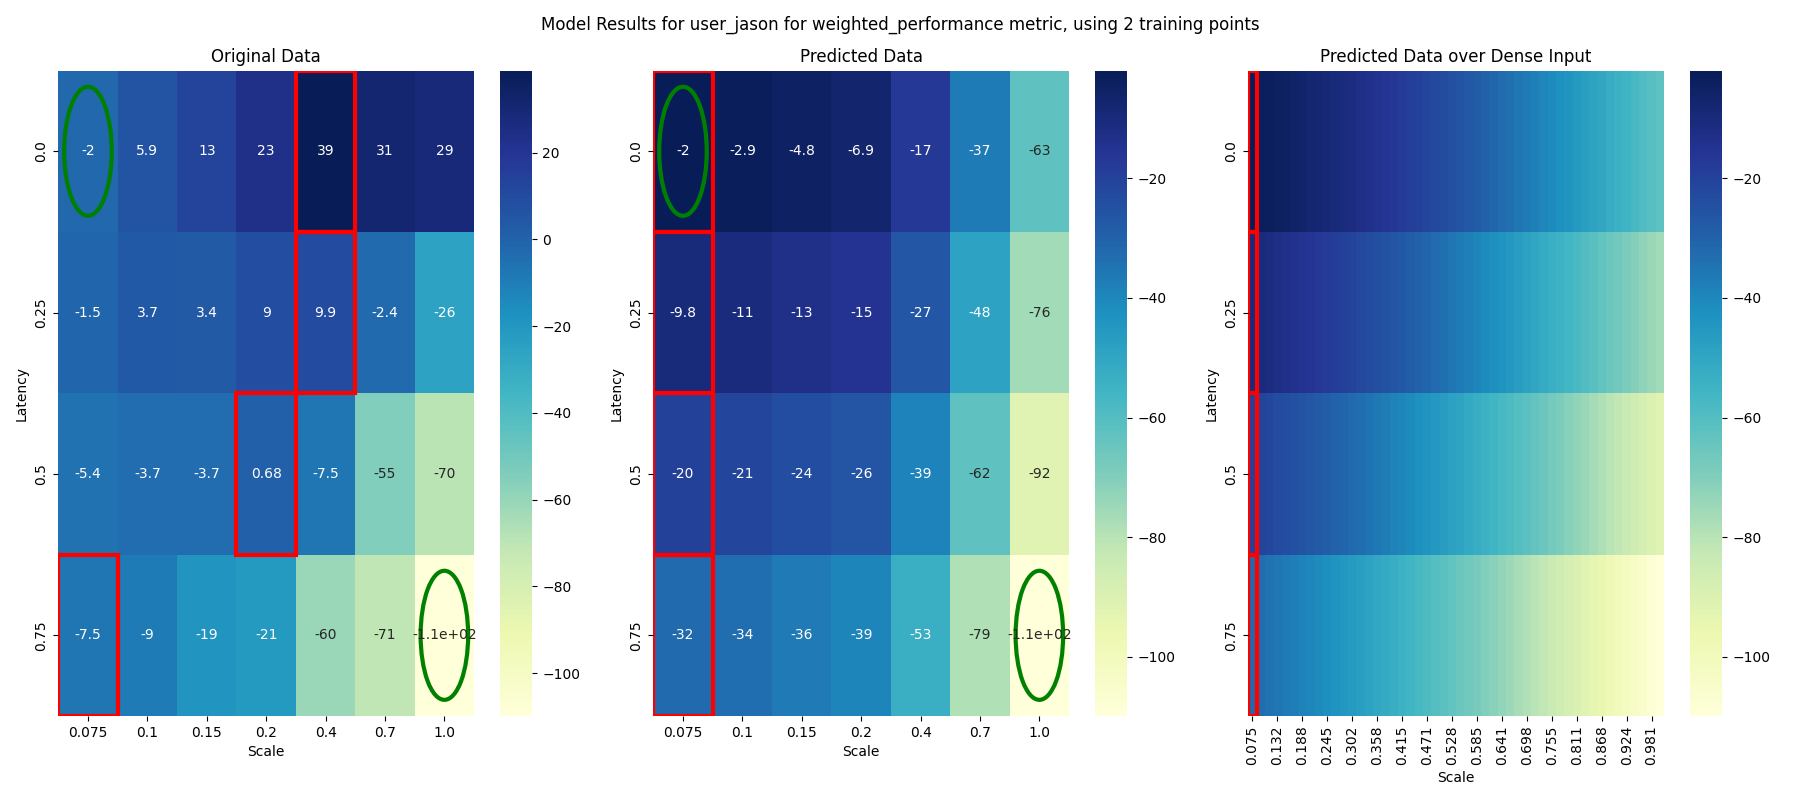 Model Results for user_jason for weighted_performance metric, using 2 training points
Original Data
Latency
0.0
0.25
0.5
0.75
-2 5.9 13 23 39 31 29
-1.5 3.7 3.4 9 9.9 -2.4 -26
-5.4 -3.7 -3.7 0.68 -7.5 -55 -70
-7.5 -9 -19 -21 -60 -71 -1.1e+02
0.075 0.1 0.15 0.2 0.4 0.7 1.0
Scale
20
0
−20
−40
−60
−80
−100
Predicted Data
Latency
0.0
0.25
0.5
0.75
-2 -2.9 -4.8 -6.9 -17 -37 -63
-9.8 -11 -13 -15 -27 -48 -76
-20 -21 -24 -26 -39 -62 -92
-32 -34 -36 -39 -53 -79 -1.1e+02
0.075 0.1 0.15 0.2 0.4 0.7 1.0
Scale
−20
−40
−60
−80
−100
Predicted Data over Dense Input
Latency
0.0
0.25
0.5
0.75
0.075 0.132 0.188 0.245 0.302 0.358 0.415 0.471 0.528 0.585 0.641 0.698 0.755 0.811 0.868 0.924 0.981
Scale
−20
−40
−60
−80
−100